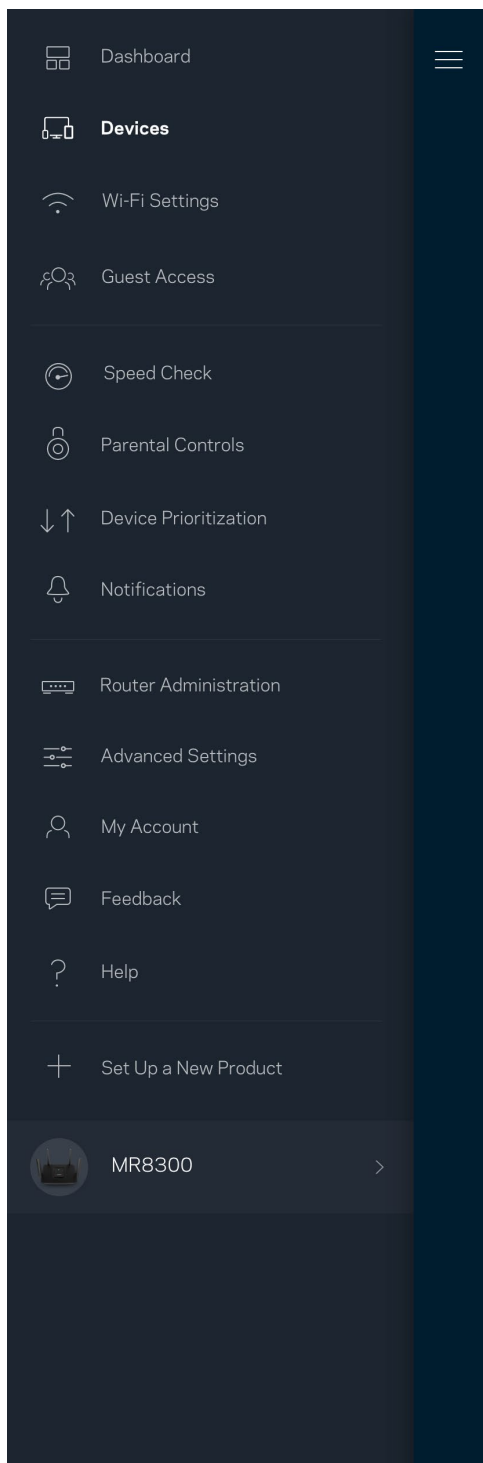 Dashboard
Devices
Wi-Fi Settings
Guest Access
Speed Check
Parental Controls
Device Prioritization
Notifications
Router Administration
Advanced Settings
My Account
Feedback
Help
Set Up a New Product
MR8300